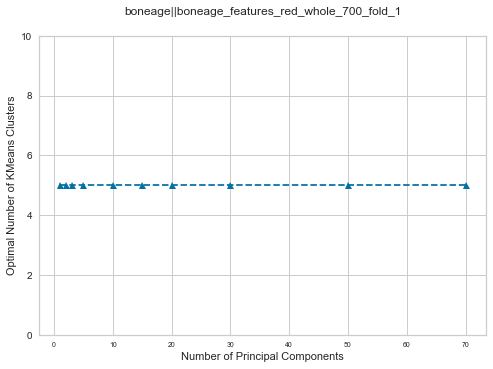 boneage||boneage_features_red_whole_700_fold_1
Optimal Number of KMeans Clusters
10
8
6
4
2
0
0 10 20 30 40 50 60 70
Number of Principal Components